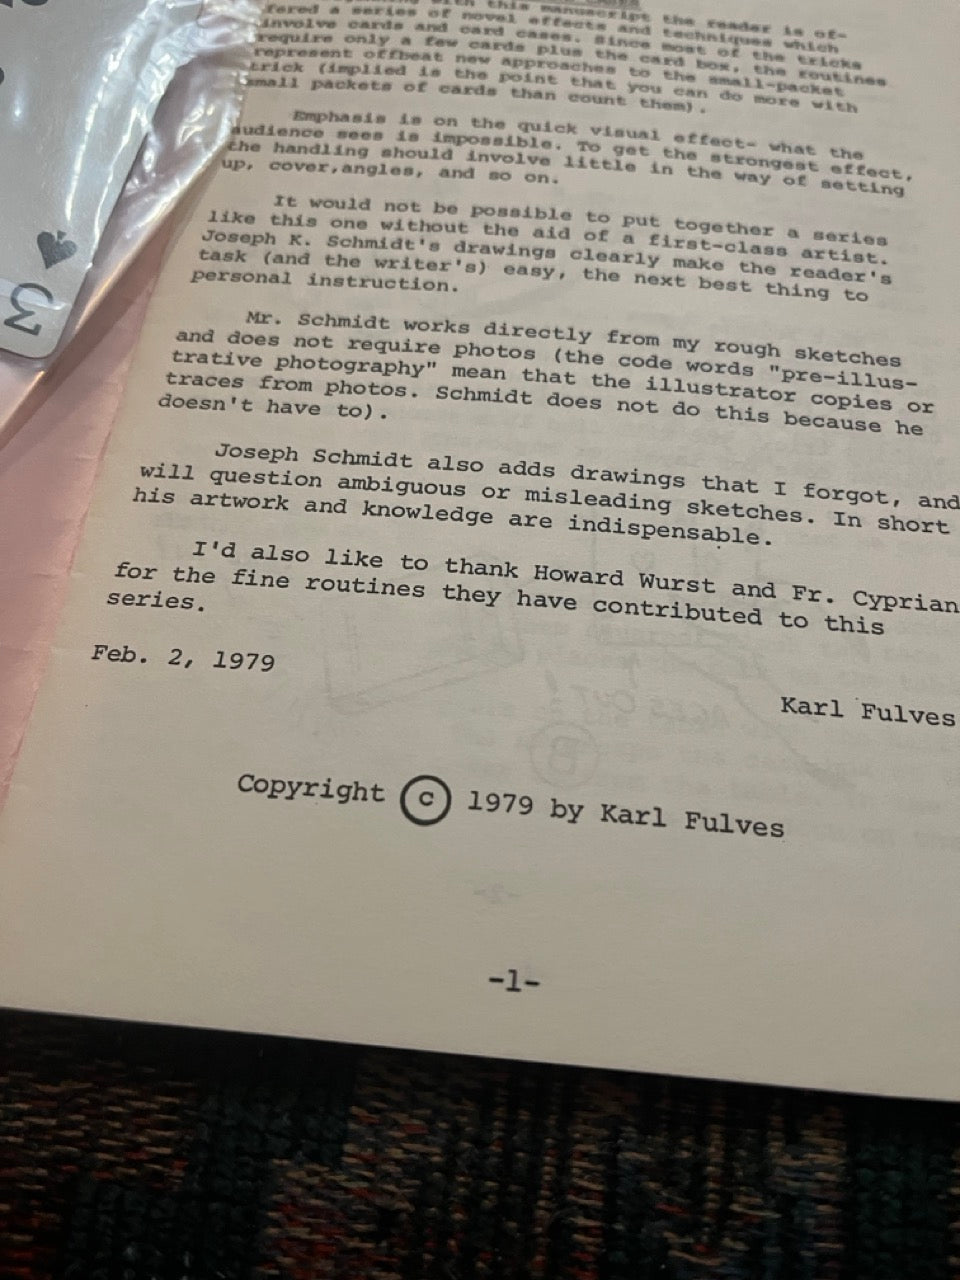 with this manuscript the reader is of-
fered a series of novel effects and techniques which
involve cards and card cases. Since most of the tricks
require only a few cards plus the card box, the routines
represent offbeat new approaches to the small-packet
trick (implied is the point that you can do more with
small packets of cards than count them).
Emphasis is on the quick visual effect- what the
audience sees is impossible. To get the strongest effect,
the handling should involve little in the way of setting
up, cover,angles, and so on.
It would not be possible to put together a series
like this one without the aid of a first-class artist.
Joseph K. Schmidt's drawings clearly make the reader's
task (and the writer's) easy, the next best thing to
personal instruction.
Mr. Schmidt works directly from my rough sketches
and does not require photos (the code words "pre-illus-
trative photography" mean that the illustrator copies or
traces from photos. Schmidt does not do this because he
doesn't have to).
Joseph Schmidt also adds drawings that I forgot, and
will question ambiguous or misleading sketches. In short
his artwork and knowledge are indispensable.
I'd also like to thank Howard Wurst and Fr. Cyprian
for the fine routines they have contributed to this
series.
Feb. 2, 1979
Karl Fulves
Copyright © 1979 by Karl Fulves
-1-
3